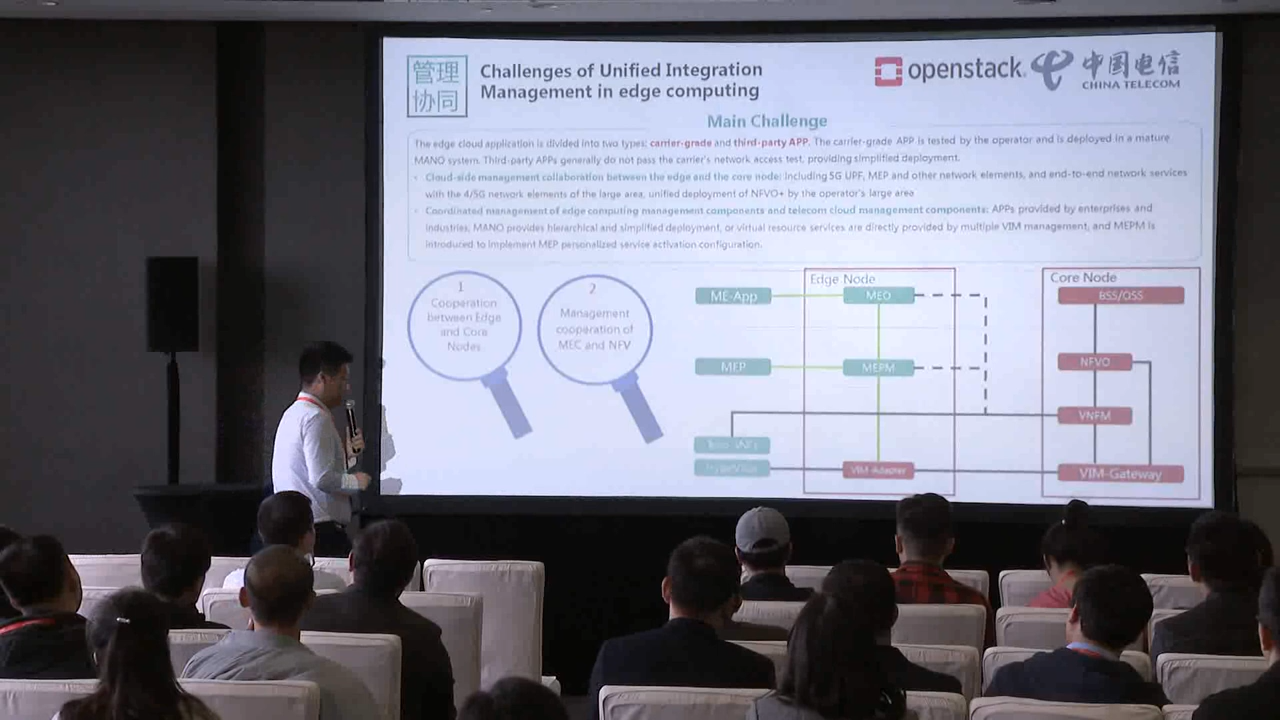 管理
协同
Challenges of Unified Integration
Management in edge computing
openstack.
中国电信
CHINA TELECOM
Main Challenge
The edge cloud application is divided into two types: carrier-grade and third-party APP. The carrier-grade APP is tested by the operator and is deployed in a mature
MANO system. Third-party APPs generally do not pass the carrier's network access test, providing simplified deployment.
• Cloud-side management collaboration between the edge and the core node: Including 5G UPF, MEP and other network elements, and end-to-end network services
with the 4/5G network elements of the large area, unified deployment of NFVO+ by the operator's large area
• Coordinated management of edge computing management components and telecom cloud management components: APPs provided by enterprises and
industries, MANO provides hierarchical and simplified deployment, or virtual resource services are directly provided by multiple VIM management, and MEPM is
introduced to implement MEP personalized service activation configuration.
1
Cooperation
between Edge
and Core
Nodes
2
Management
cooperation of
MEC and NFV
Edge Node
Core Node
ME-App
MEO
BSS/OSS
MEP
MEPM
NFVO
VNFM
VIM-Adapter
VIM-Gateway